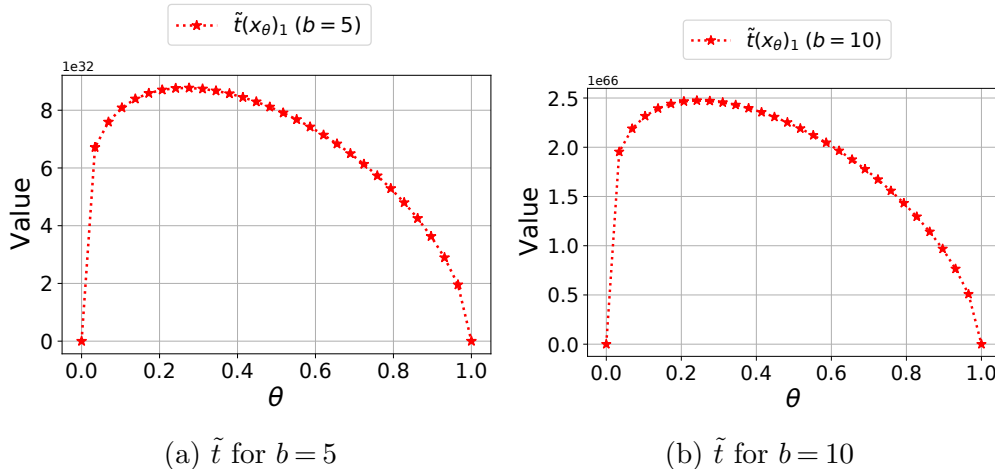 t̃(x_θ)₁ (b = 5)
1e32
8
6
4
2
0
Value
0.0 0.2 0.4 0.6 0.8 1.0
θ
(a) t̃ for b = 5
t̃(x_θ)₁ (b = 10)
1e66
2.5
2.0
1.5
1.0
0.5
0.0
Value
0.0 0.2 0.4 0.6 0.8 1.0
θ
(b) t̃ for b = 10